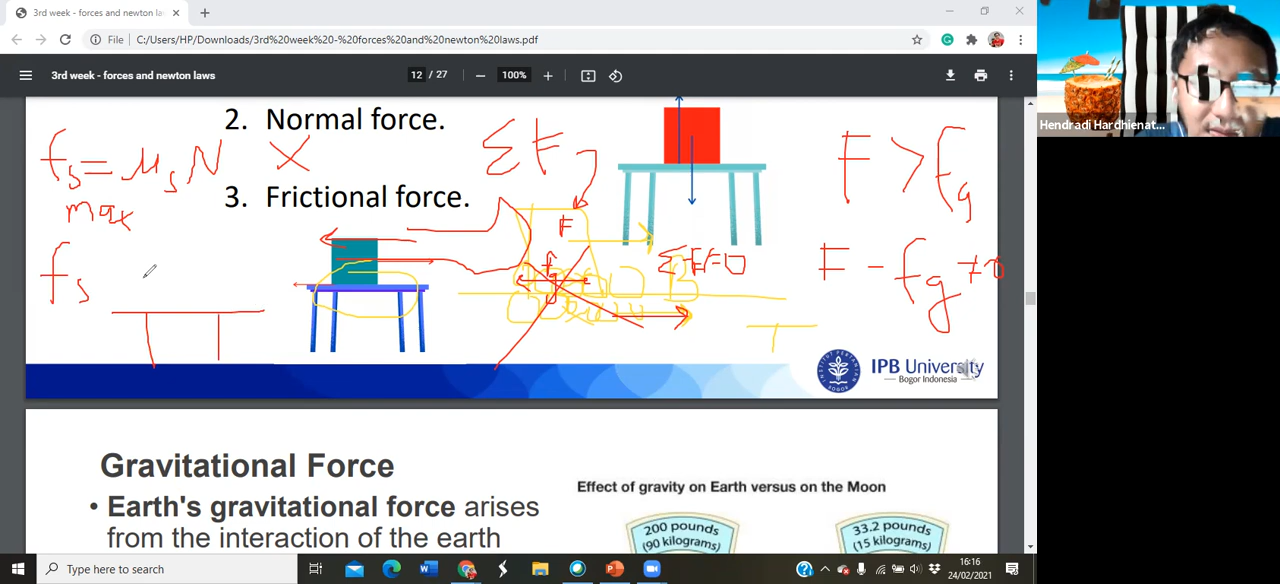 3rd week - forces and newton laws.
File
C:/Users/HP/Downloads/3rd%20week%20-%20forces%20and%20newton%20laws.pdf
3rd week - forces and newton laws
12 / 27
100%
2. Normal force.
3. Frictional force.
fs = μs N
max
fs
ΣF
F
ΣF=0
F > fg
F - fg ≠ 0
Hendradi Hardhienat...
IPB University
Bogor Indonesia
Gravitational Force
• Earth's gravitational force arises
from the interaction of the earth
Effect of gravity on Earth versus on the Moon
200 pounds
(90 kilograms)
33.2 pounds
(15 kilograms)
Type here to search
16:16
24/02/2021